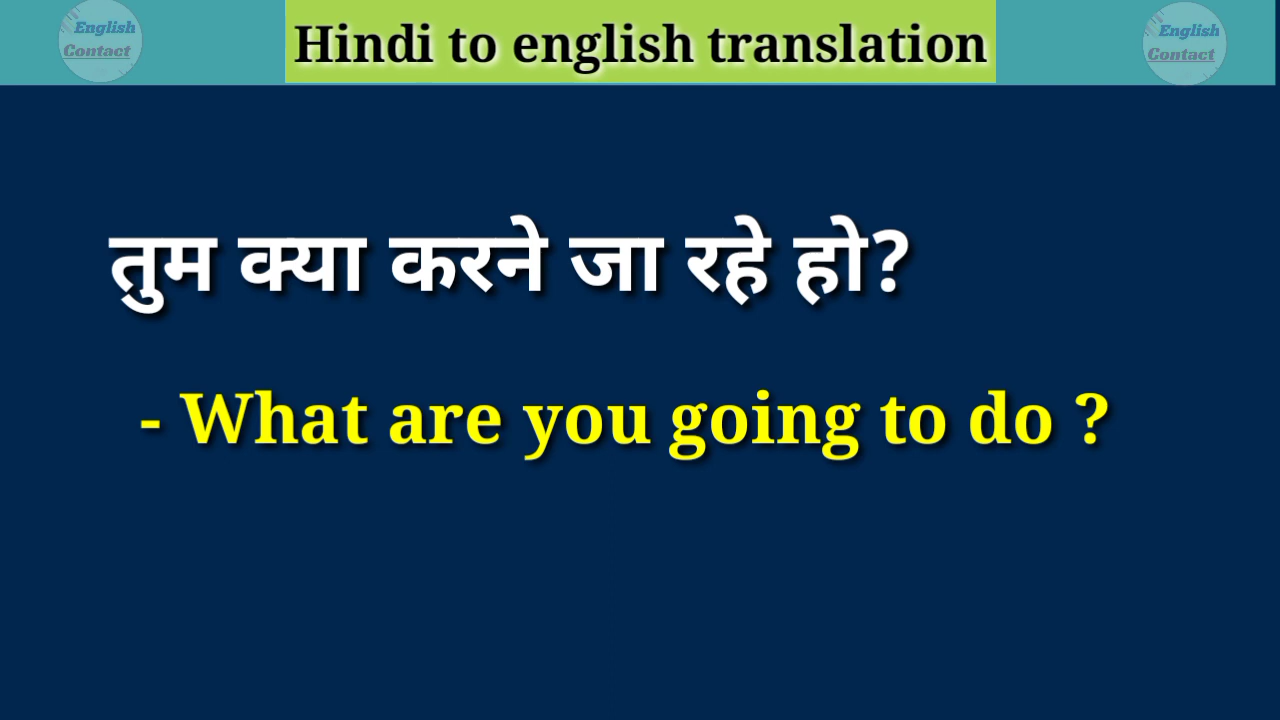 English
Contact
Hindi to english translation
English
Contact
तुम क्या करने जा रहे हो?
- What are you going to do ?